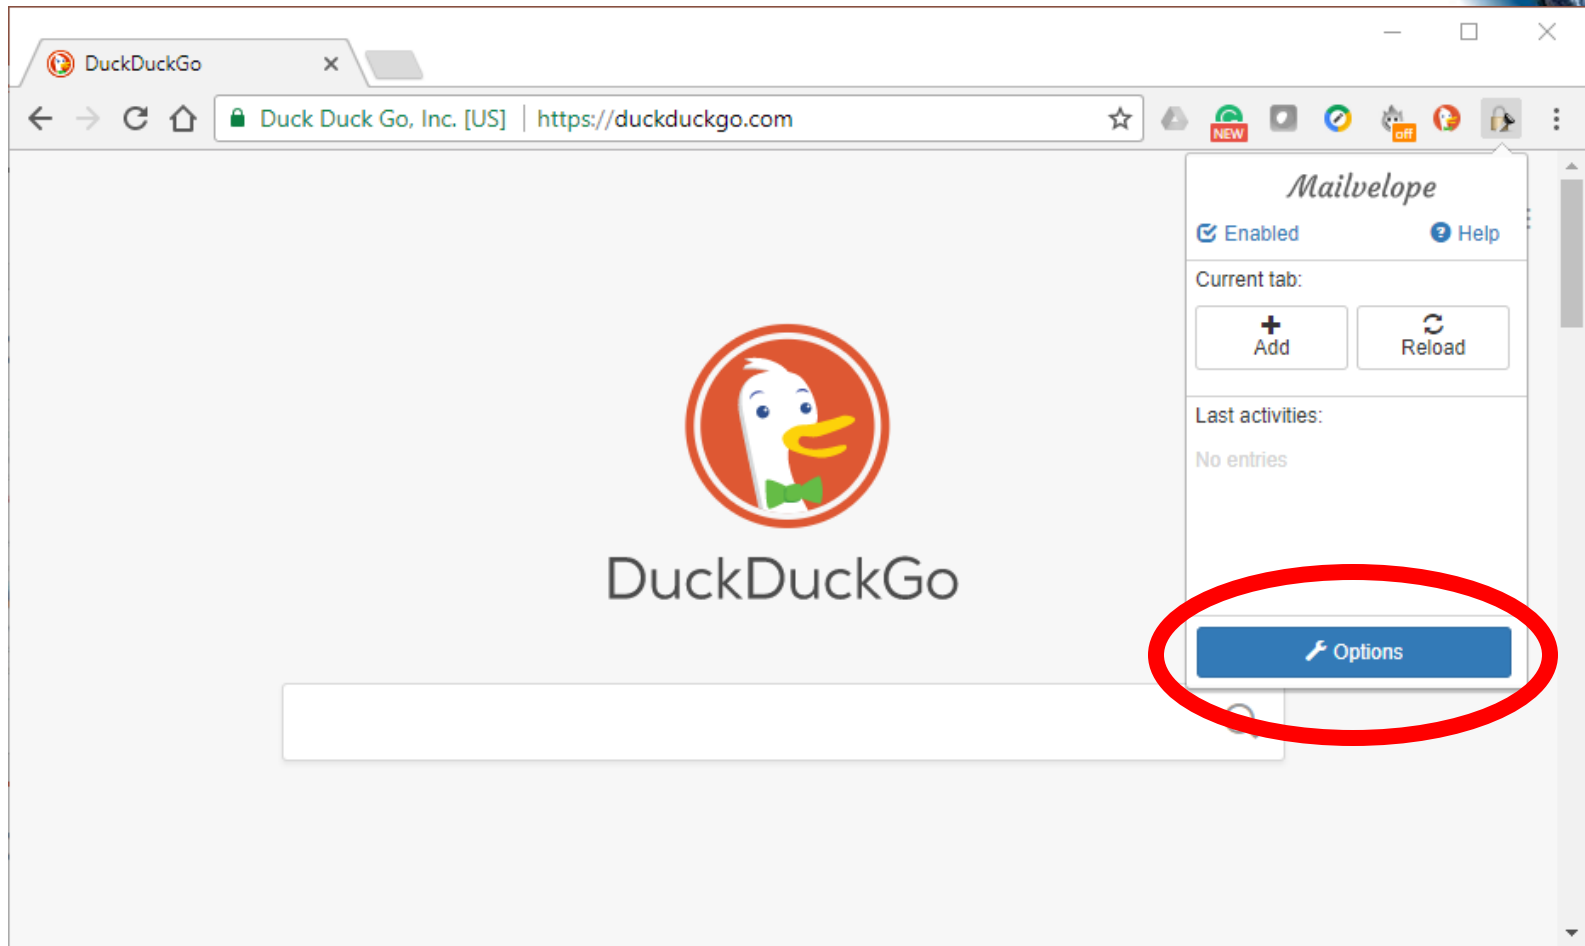 DuckDuckGo
Duck Duck Go, Inc. [US] https://duckduckgo.com
NEW
off
Mailvelope
Enabled Help
Current tab:
Add Reload
Last activities:
No entries
DuckDuckGo
Options